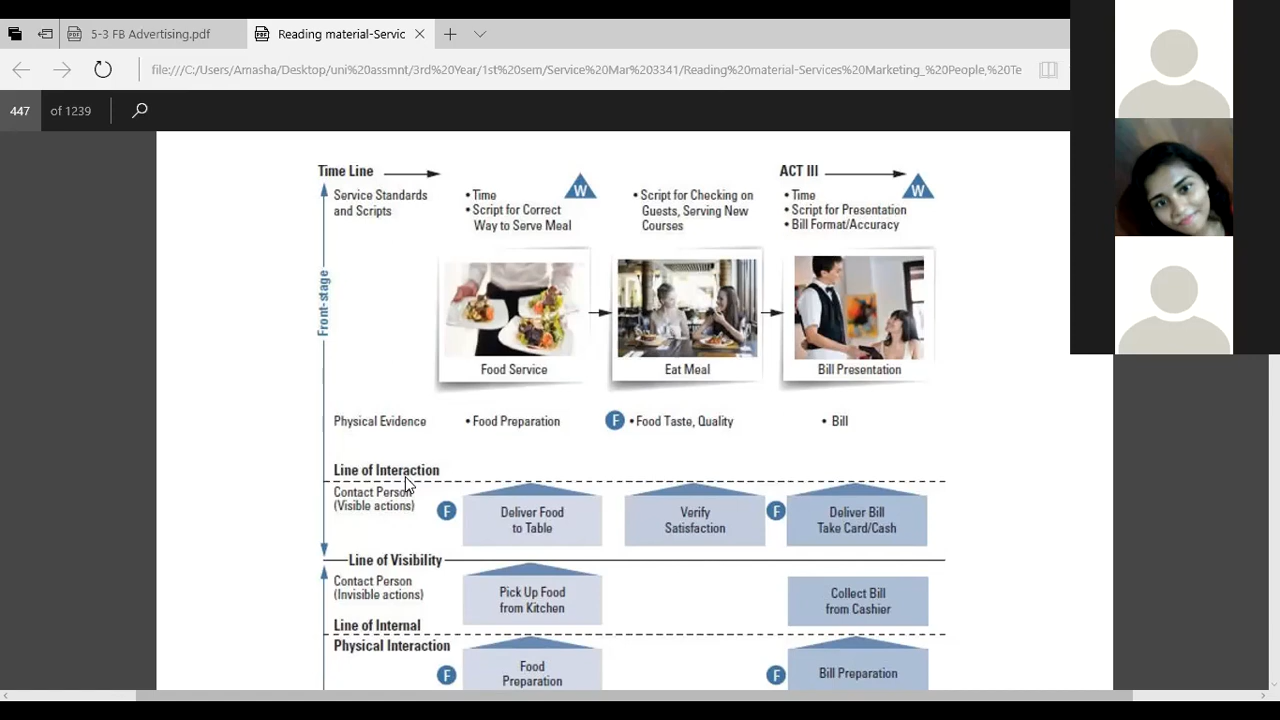 5-3 FB Advertising.pdf
Reading material-Servic
file:///C:/Users/Amasha/Desktop/uni%20assmnt/3rd%20Year/1st%20sem/Service%20Mar%203341/Reading%20material-Services%20Marketing_%20People,%20Te
447 of 1239
Time Line
ACT III
Service Standards
and Scripts
• Time
• Script for Correct
Way to Serve Meal
W
• Script for Checking on
Guests, Serving New
Courses
• Time
• Script for Presentation
• Bill Format/Accuracy
W
Front-stage
Food Service
Eat Meal
Bill Presentation
Physical Evidence
• Food Preparation
F
• Food Taste, Quality
• Bill
Line of Interaction
Contact Person
(Visible actions)
F
Deliver Food
to Table
Verify
Satisfaction
F
Deliver Bill
Take Card/Cash
Line of Visibility
Contact Person
(Invisible actions)
Pick Up Food
from Kitchen
Collect Bill
from Cashier
Line of Internal
Physical Interaction
F
Food
Preparation
F
Bill Preparation